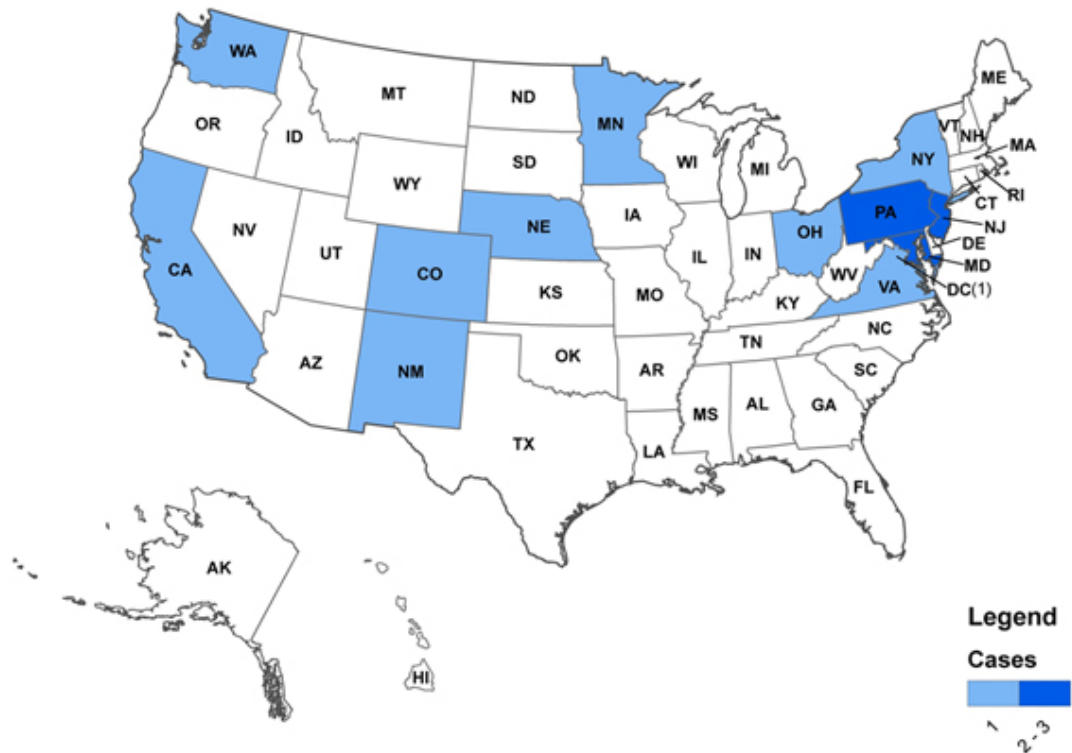 WA
MT
ND
MN
ME
VT
NH
OR
ID
SD
WI
MI
NY
MA
WY
RI
CT
IA
PA
NJ
NV
NE
OH
DE
UT
IL
IN
MD
CA
CO
WV
DC(1)
VA
KS
MO
KY
NC
TN
OK
AZ
NM
AR
SC
MS
AL
GA
TX
LA
FL
AK
HI
Legend
Cases
1
2 - 3